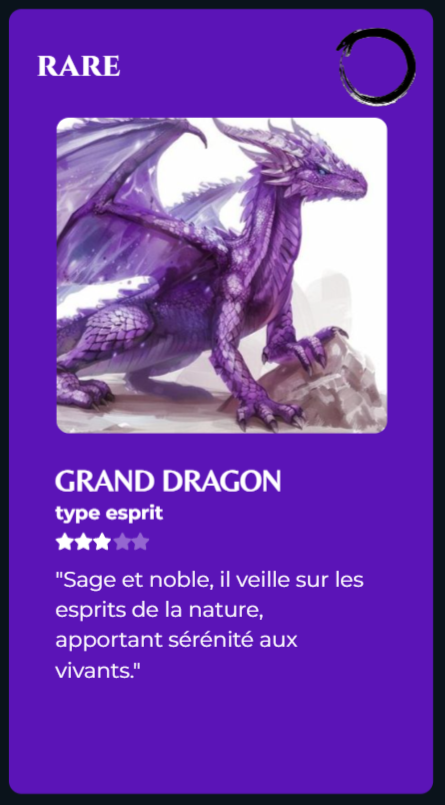 RARE
GRAND DRAGON
type esprit
"Sage et noble, il veille sur les
esprits de la nature,
apportant sérénité aux
vivants."